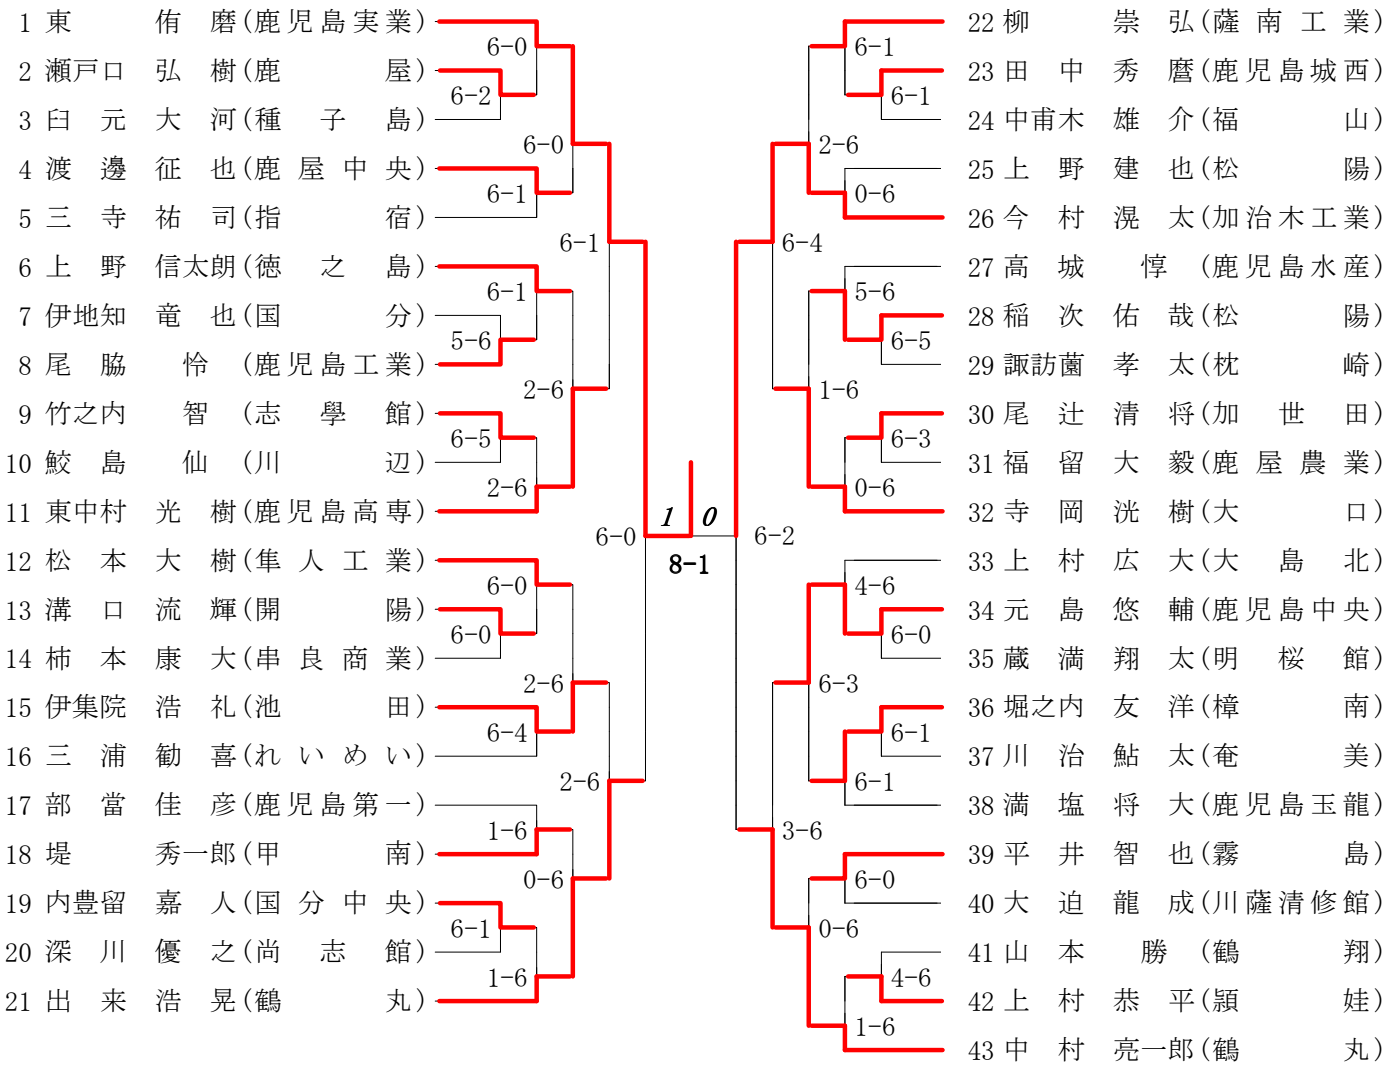 1 東 侑 磨(鹿児島実業)
6-0
2 瀬戸口 弘 樹(鹿 屋)
6-2
3 臼 元 大 河(種 子 島)
6-0
4 渡 邊 征 也(鹿 屋 中 央)
6-1
5 三 寺 祐 司(指 宿)
6-1
6 上 野 信太朗(徳 之 島)
6-1
7 伊地知 竜 也(国 分)
5-6
8 尾 脇 怜 (鹿児島工業)
2-6
9 竹之内 智 (志 學 館)
6-5
10 鮫 島 仙 (川 辺)
2-6
11 東中村 光 樹(鹿児島高専)
6-0
12 松 本 大 樹(隼 人 工 業)
6-0
13 溝 口 流 輝(開 陽)
6-0
14 柿 本 康 大(串 良 商 業)
2-6
15 伊集院 浩 礼(池 田)
6-4
16 三 浦 勧 喜(れ い め い)
2-6
17 部 當 佳 彦(鹿児島第一)
1-6
18 堤 秀一郎(甲 南)
0-6
19 内豊留 嘉 人(国 分 中 央)
6-1
20 深 川 優 之(尚 志 館)
1-6
21 出 来 浩 晃(鶴 丸)
1 0
8-1
22 柳 崇 弘(薩 南 工 業)
6-1
23 田 中 秀 麿(鹿児島城西)
6-1
24 中甫木 雄 介(福 山)
2-6
25 上 野 建 也(松 陽)
0-6
26 今 村 滉 太(加治木工業)
6-4
27 高 城 惇 (鹿児島水産)
5-6
28 稲 次 佑 哉(松 陽)
6-5
29 諏訪薗 孝 太(枕 崎)
1-6
30 尾 辻 清 将(加 世 田)
6-3
31 福 留 大 毅(鹿 屋 農 業)
0-6
32 寺 岡 洸 樹(大 口)
6-2
33 上 村 広 大(大 島 北)
4-6
34 元 島 悠 輔(鹿児島中央)
6-0
35 蔵 満 翔 太(明 桜 館)
6-3
36 堀之内 友 洋(樟 南)
6-1
37 川 治 鮎 太(奄 美)
6-1
38 満 塩 将 大(鹿児島玉龍)
3-6
39 平 井 智 也(霧 島)
6-0
40 大 迫 龍 成(川薩清修館)
0-6
41 山 本 勝 (鶴 翔)
4-6
42 上 村 恭 平(頴 娃)
1-6
43 中 村 亮一郎(鶴 丸)